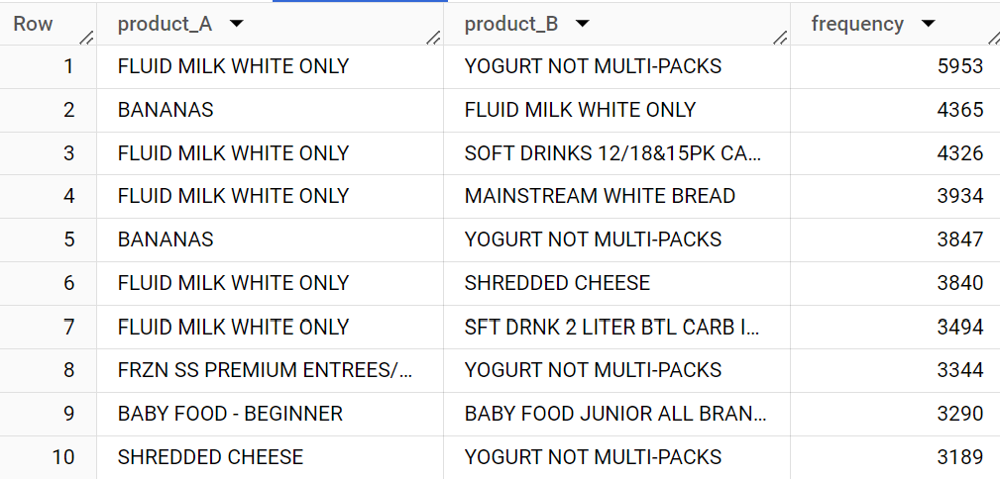 Row product_A product_B frequency
1 FLUID MILK WHITE ONLY YOGURT NOT MULTI-PACKS 5953
2 BANANAS FLUID MILK WHITE ONLY 4365
3 FLUID MILK WHITE ONLY SOFT DRINKS 12/18&15PK CA... 4326
4 FLUID MILK WHITE ONLY MAINSTREAM WHITE BREAD 3934
5 BANANAS YOGURT NOT MULTI-PACKS 3847
6 FLUID MILK WHITE ONLY SHREDDED CHEESE 3840
7 FLUID MILK WHITE ONLY SFT DRNK 2 LITER BTL CARB I... 3494
8 FRZN SS PREMIUM ENTREES/... YOGURT NOT MULTI-PACKS 3344
9 BABY FOOD - BEGINNER BABY FOOD JUNIOR ALL BRAN... 3290
10 SHREDDED CHEESE YOGURT NOT MULTI-PACKS 3189